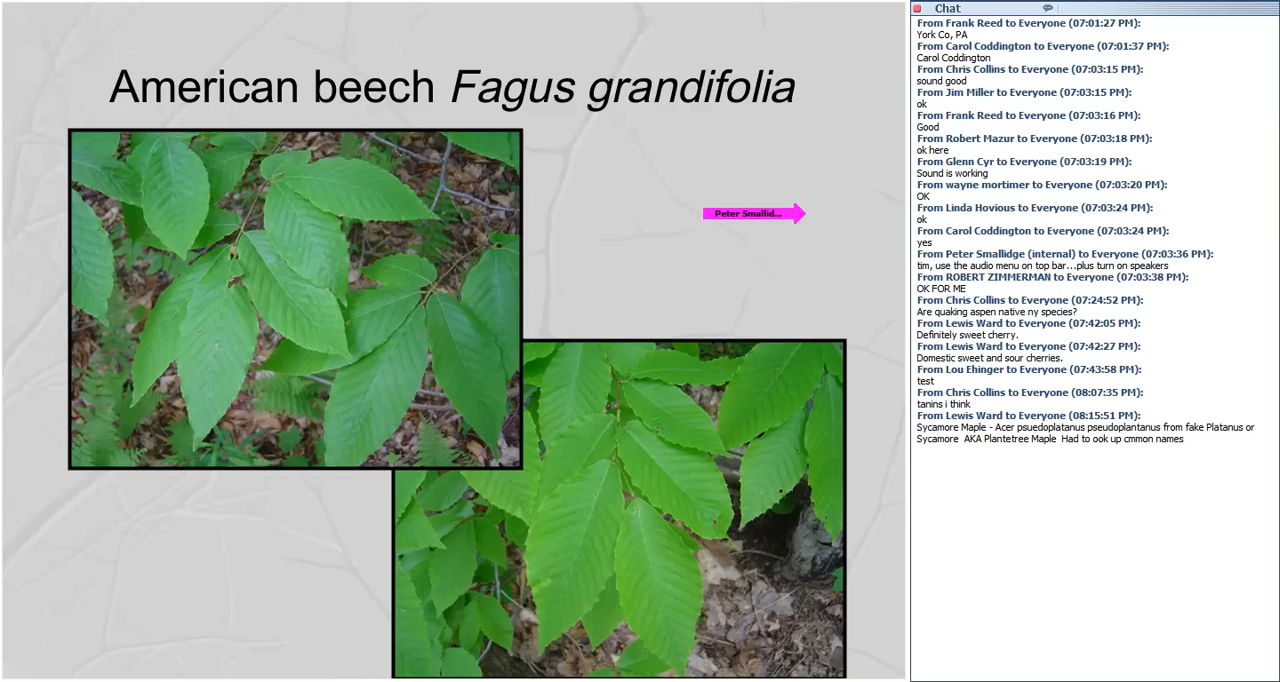 American beech Fagus grandifolia
Peter Smallid...
Chat
From Frank Reed to Everyone (07:01:27 PM):
York Co, PA
From Carol Coddington to Everyone (07:01:37 PM):
Carol Coddington
From Chris Collins to Everyone (07:03:15 PM):
sound good
From Jim Miller to Everyone (07:03:15 PM):
ok
From Frank Reed to Everyone (07:03:16 PM):
Good
From Robert Mazur to Everyone (07:03:18 PM):
ok here
From Glenn Cyr to Everyone (07:03:19 PM):
Sound is working
From wayne mortimer to Everyone (07:03:20 PM):
OK
From Linda Hovious to Everyone (07:03:24 PM):
ok
From Carol Coddington to Everyone (07:03:24 PM):
yes
From Peter Smallidge (internal) to Everyone (07:03:36 PM):
tim, use the audio menu on top bar...plus turn on speakers
From ROBERT ZIMMERMAN to Everyone (07:03:38 PM):
OK FOR ME
From Chris Collins to Everyone (07:24:52 PM):
Are quaking aspen native ny species?
From Lewis Ward to Everyone (07:42:05 PM):
Definitely sweet cherry.
From Lewis Ward to Everyone (07:42:27 PM):
Domestic sweet and sour cherries.
From Lou Ehinger to Everyone (07:43:58 PM):
test
From Chris Collins to Everyone (08:07:35 PM):
tanins i think
From Lewis Ward to Everyone (08:15:51 PM):
Sycamore Maple - Acer psuedoplatanus pseudoplantanus from fake Platanus or
Sycamore AKA Plantetree Maple Had to ook up cmmon names